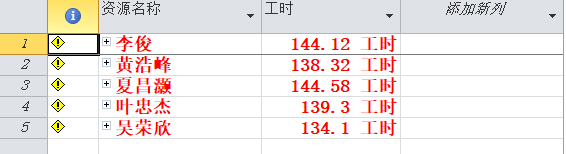 资源名称 工时 添加新列
1 李俊 144.12 工时
2 黄浩峰 138.32 工时
3 夏昌灏 144.58 工时
4 叶忠杰 139.3 工时
5 吴荣欣 134.1 工时